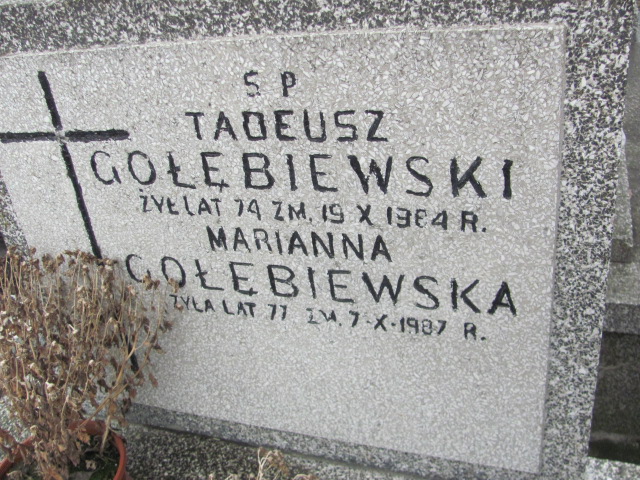 Ś P
TADEUSZ
GOŁĘBIEWSKI
ŻYŁ LAT 74 ZM. 19 X 1984 R.
MARIANNA
GOŁĘBIEWSKA
ŻYŁA LAT 77 ZM. 7-X-1987 R.